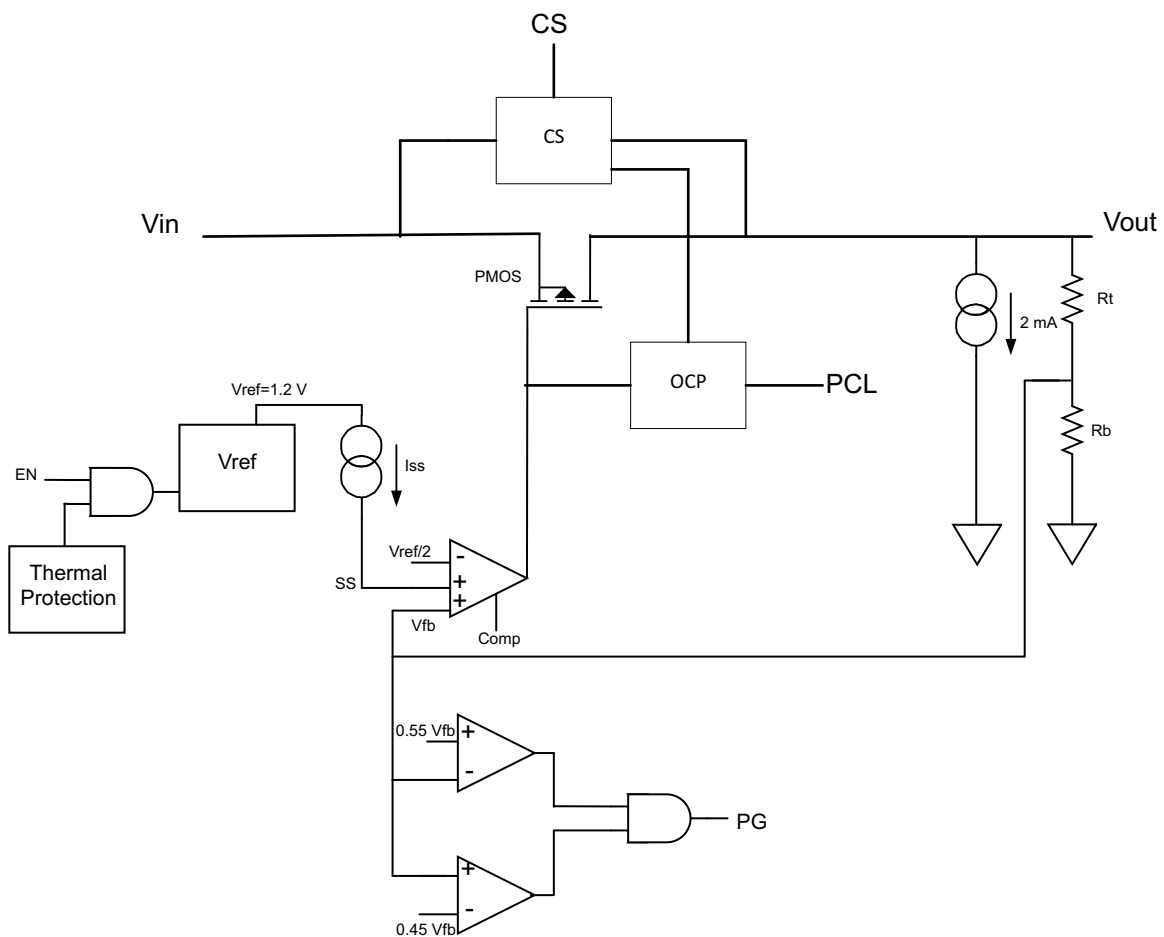 CS
CS
Vin
Vout
PMOS
Rt
2 mA
OCP
PCL
Vref=1.2 V
Rb
Vref
Iss
EN
Vref/2
-
Thermal
Protection
SS
+
+
Vfb
Comp
0.55 Vfb
+
-
PG
+
-
0.45 Vfb